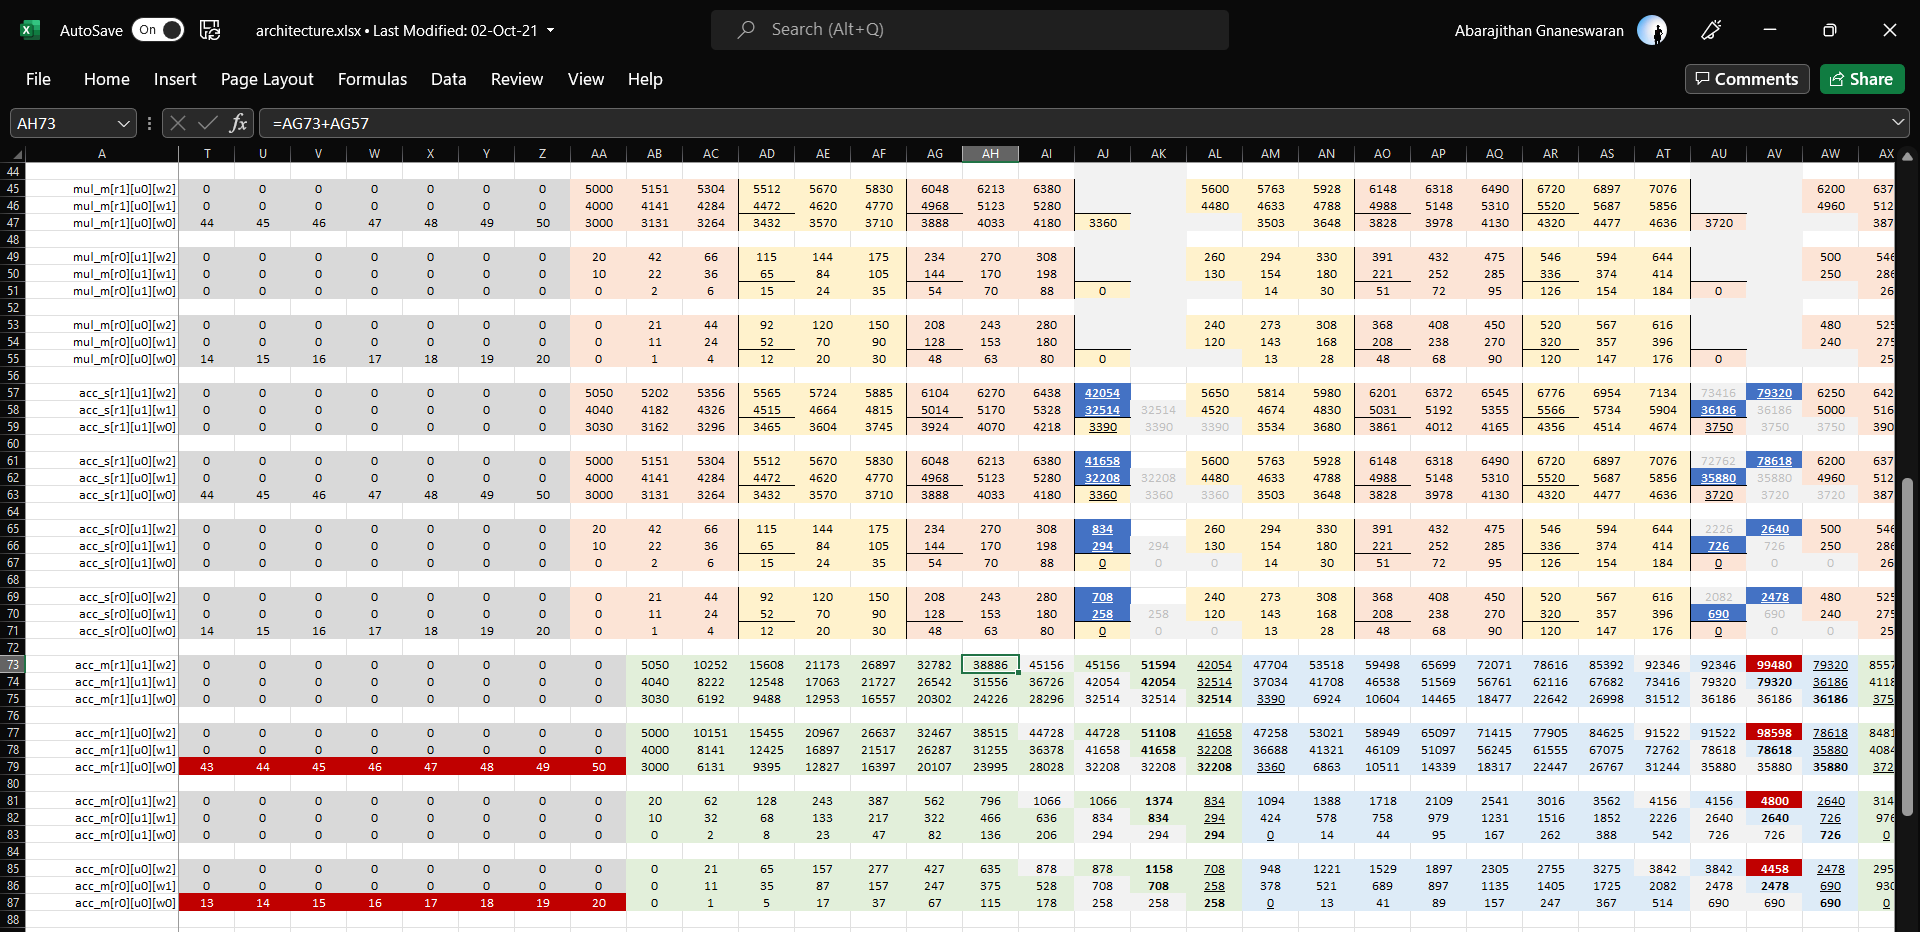 AutoSave On architecture.xlsx • Last Modified: 02-Oct-21 Search (Alt+Q) Abarajithan Gnaneswaran
File Home Insert Page Layout Formulas Data Review View Help Comments Share
AH73 fx =AG73+AG57
A T U V W X Y Z AA AB AC AD AE AF AG AH AI AJ AK AL AM AN AO AP AQ AR AS AT AU AV AW AX
44
45 mul_m[r1][u0][w2] 0 0 0 0 0 0 0 5000 5151 5304 5512 5670 5830 6048 6213 6380 5600 5763 5928 6148 6318 6490 6720 6897 7076 6200 637
46 mul_m[r1][u0][w1] 0 0 0 0 0 0 0 4000 4141 4284 4472 4620 4770 4968 5123 5280 4480 4633 4788 4988 5148 5310 5520 5687 5856 4960 512
47 mul_m[r1][u0][w0] 44 45 46 47 48 49 50 3000 3131 3264 3432 3570 3710 3888 4033 4180 3360 3503 3648 3828 3978 4130 4320 4477 4636 3720 387
48
49 mul_m[r0][u1][w2] 0 0 0 0 0 0 0 20 42 66 115 144 175 234 270 308 260 294 330 391 432 475 546 594 644 500 546
50 mul_m[r0][u1][w1] 0 0 0 0 0 0 0 10 22 36 65 84 105 144 170 198 130 154 180 221 252 285 336 374 414 250 286
51 mul_m[r0][u1][w0] 0 0 0 0 0 0 0 0 2 6 15 24 35 54 70 88 0 14 30 51 72 95 126 154 184 0 26
52
53 mul_m[r0][u0][w2] 0 0 0 0 0 0 0 0 21 44 92 120 150 208 243 280 240 273 308 368 408 450 520 567 616 480 525
54 mul_m[r0][u0][w1] 0 0 0 0 0 0 0 0 11 24 52 70 90 128 153 180 120 143 168 208 238 270 320 357 396 240 275
55 mul_m[r0][u0][w0] 14 15 16 17 18 19 20 0 1 4 12 20 30 48 63 80 0 13 28 48 68 90 120 147 176 0 25
56
57 acc_s[r1][u1][w2] 0 0 0 0 0 0 0 5050 5202 5356 5565 5724 5885 6104 6270 6438 42054 5650 5814 5980 6201 6372 6545 6776 6954 7134 73416 79320 6250 642
58 acc_s[r1][u1][w1] 0 0 0 0 0 0 0 4040 4182 4326 4515 4664 4815 5014 5170 5328 32514 32514 4520 4674 4830 5031 5192 5355 5566 5734 5904 36186 36186 5000 516
59 acc_s[r1][u1][w0] 0 0 0 0 0 0 0 3030 3162 3296 3465 3604 3745 3924 4070 4218 3390 3390 3390 3534 3680 3861 4012 4165 4356 4514 4674 3750 3750 3750 390
60
61 acc_s[r1][u0][w2] 0 0 0 0 0 0 0 5000 5151 5304 5512 5670 5830 6048 6213 6380 41658 5600 5763 5928 6148 6318 6490 6720 6897 7076 72762 78618 6200 637
62 acc_s[r1][u0][w1] 0 0 0 0 0 0 0 4000 4141 4284 4472 4620 4770 4968 5123 5280 32208 32208 4480 4633 4788 4988 5148 5310 5520 5687 5856 35880 35880 4960 512
63 acc_s[r1][u0][w0] 44 45 46 47 48 49 50 3000 3131 3264 3432 3570 3710 3888 4033 4180 3360 3360 3360 3503 3648 3828 3978 4130 4320 4477 4636 3720 3720 3720 387
64
65 acc_s[r0][u1][w2] 0 0 0 0 0 0 0 20 42 66 115 144 175 234 270 308 834 260 294 330 391 432 475 546 594 644 2226 2640 500 546
66 acc_s[r0][u1][w1] 0 0 0 0 0 0 0 10 22 36 65 84 105 144 170 198 294 294 130 154 180 221 252 285 336 374 414 726 726 250 286
67 acc_s[r0][u1][w0] 0 0 0 0 0 0 0 0 2 6 15 24 35 54 70 88 0 0 0 14 30 51 72 95 126 154 184 0 0 0 26
68
69 acc_s[r0][u0][w2] 0 0 0 0 0 0 0 0 21 44 92 120 150 208 243 280 708 240 273 308 368 408 450 520 567 616 2082 2478 480 525
70 acc_s[r0][u0][w1] 0 0 0 0 0 0 0 0 11 24 52 70 90 128 153 180 258 258 120 143 168 208 238 270 320 357 396 690 690 240 275
71 acc_s[r0][u0][w0] 14 15 16 17 18 19 20 0 1 4 12 20 30 48 63 80 0 0 0 13 28 48 68 90 120 147 176 0 0 0 25
72
73 acc_m[r1][u1][w2] 0 0 0 0 0 0 0 0 5050 10252 15608 21173 26897 32782 38886 45156 45156 51594 42054 47704 53518 59498 65699 72071 78616 85392 92346 92346 99480 79320 8557
74 acc_m[r1][u1][w1] 0 0 0 0 0 0 0 0 4040 8222 12548 17063 21727 26542 31556 36726 42054 42054 32514 37034 41708 46538 51569 56761 62116 67682 73416 79320 79320 36186 4118
75 acc_m[r1][u1][w0] 0 0 0 0 0 0 0 0 3030 6192 9488 12953 16557 20302 24226 28296 32514 32514 32514 3390 6924 10604 14465 18477 22642 26998 31512 36186 36186 36186 375
76
77 acc_m[r1][u0][w2] 0 0 0 0 0 0 0 0 5000 10151 15455 20967 26637 32467 38515 44728 44728 51108 41658 47258 53021 58949 65097 71415 77905 84625 91522 91522 98598 78618 8481
78 acc_m[r1][u0][w1] 0 0 0 0 0 0 0 0 4000 8141 12425 16897 21517 26287 31255 36378 41658 41658 32208 36688 41321 46109 51097 56245 61555 67075 72762 78618 78618 35880 4084
79 acc_m[r1][u0][w0] 43 44 45 46 47 48 49 50 3000 6131 9395 12827 16397 20107 23995 28028 32208 32208 32208 3360 6863 10511 14339 18317 22447 26767 31244 35880 35880 35880 372
80
81 acc_m[r0][u1][w2] 0 0 0 0 0 0 0 0 20 62 128 243 387 562 796 1066 1066 1374 834 1094 1388 1718 2109 2541 3016 3562 4156 4156 4800 2640 314
82 acc_m[r0][u1][w1] 0 0 0 0 0 0 0 0 10 32 68 133 217 322 466 636 834 834 294 424 578 758 979 1231 1516 1852 2226 2640 2640 726 976
83 acc_m[r0][u1][w0] 0 0 0 0 0 0 0 0 0 2 8 23 47 82 136 206 294 294 294 0 14 44 95 167 262 388 542 726 726 726 0
84
85 acc_m[r0][u0][w2] 0 0 0 0 0 0 0 0 0 21 65 157 277 427 635 878 878 1158 708 948 1221 1529 1897 2305 2755 3275 3842 3842 4458 2478 295
86 acc_m[r0][u0][w1] 0 0 0 0 0 0 0 0 0 11 35 87 157 247 375 528 708 708 258 378 521 689 897 1135 1405 1725 2082 2478 2478 690 930
87 acc_m[r0][u0][w0] 13 14 15 16 17 18 19 20 0 1 5 17 37 67 115 178 258 258 258 0 13 41 89 157 247 367 514 690 690 690 0
88